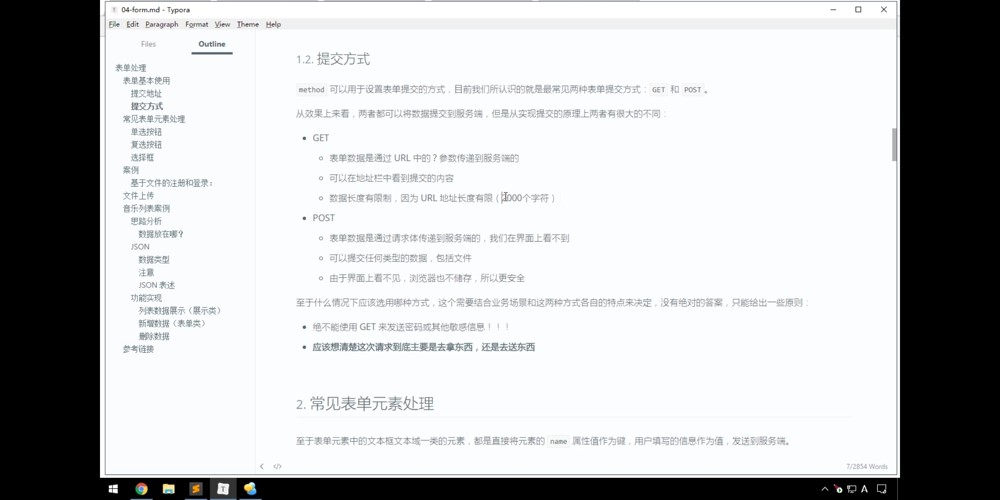 04-form.md - Typora
File Edit Paragraph Format View Theme Help
Files Outline
表单处理
表单基本使用
提交地址
提交方式
常见表单元素处理
单选按钮
复选按钮
选择框
案例
基于文件的注册和登录：
文件上传
音乐列表案例
思路分析
数据放在哪？
JSON
数据类型
注意
JSON 表述
功能实现
列表数据展示（展示类）
新增数据（表单类）
删除数据
参考链接
1.2. 提交方式
method 可以用于设置表单提交的方式，目前我们所认识的就是最常见两种表单提交方式：GET 和 POST。
从效果上来看，两者都可以将数据提交到服务端，但是从实现提交的原理上两者有很大的不同：
GET
表单数据是通过 URL 中的？参数传递到服务端的
可以在地址栏中看到提交的内容
数据长度有限制，因为 URL 地址长度有限（2000个字符）
POST
表单数据是通过请求体传递到服务端的，我们在界面上看不到
可以提交任何类型的数据，包括文件
由于界面上看不见，浏览器也不储存，所以更安全
至于什么情况下应该选用哪种方式，这个需要结合业务场景和这两种方式各自的特点来决定，没有绝对的答案，只能给出一些原则：
绝不能使用 GET 来发送密码或其他敏感信息！！！
应该想清楚这次请求到底主要是去拿东西，还是去送东西
2. 常见表单元素处理
至于表单元素中的文本框文本域一类的元素，都是直接将元素的 name 属性值作为键，用户填写的信息作为值，发送到服务端。
7/2854 Words